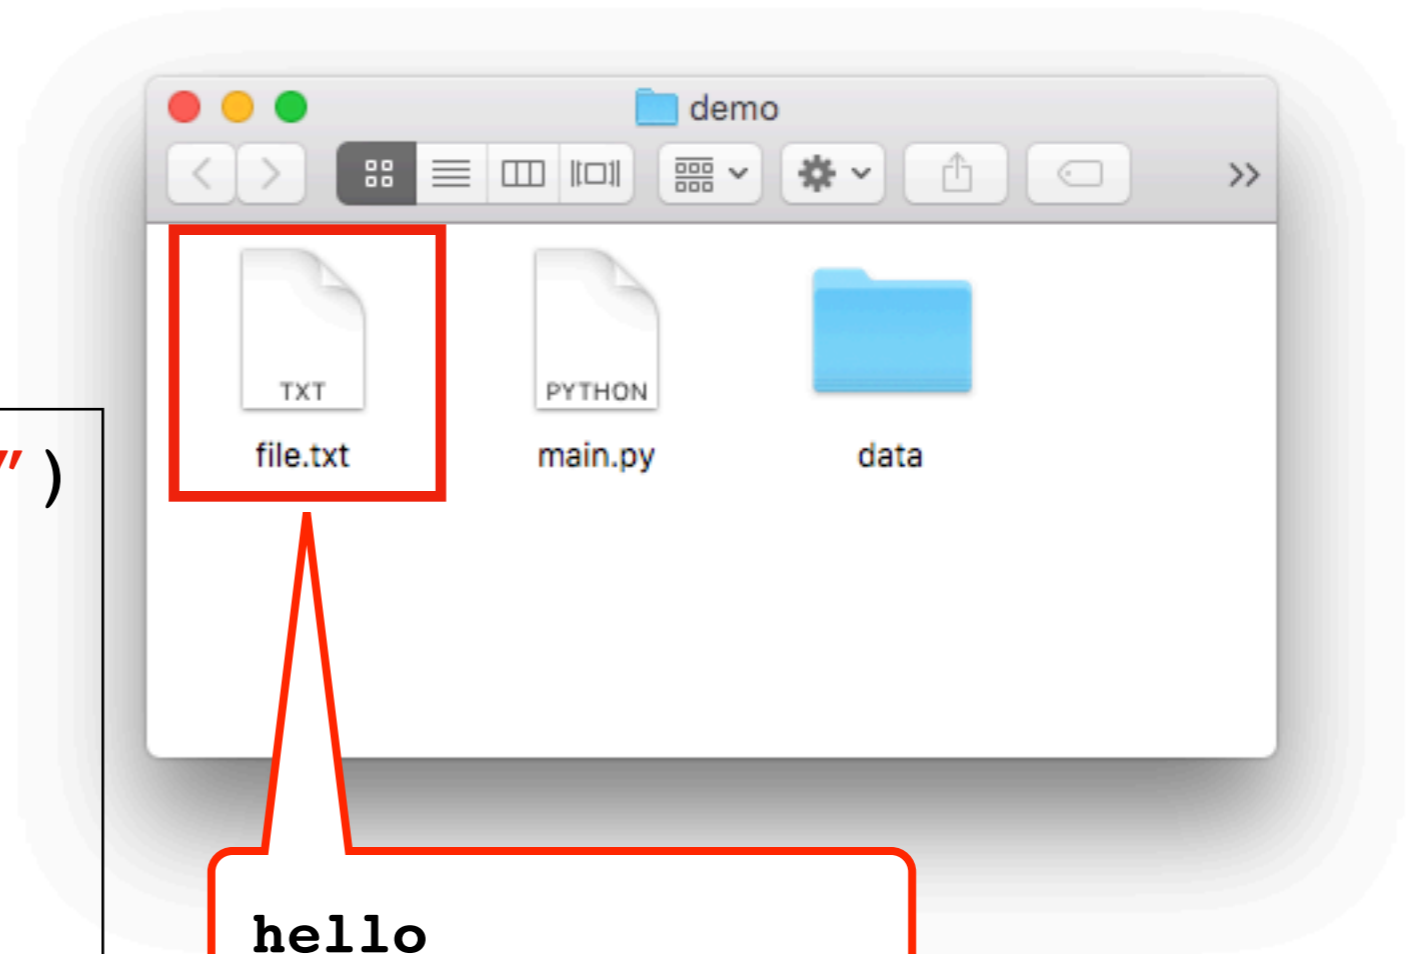 demo
TXT
PYTHON
file.txt
main.py
data
")
hello